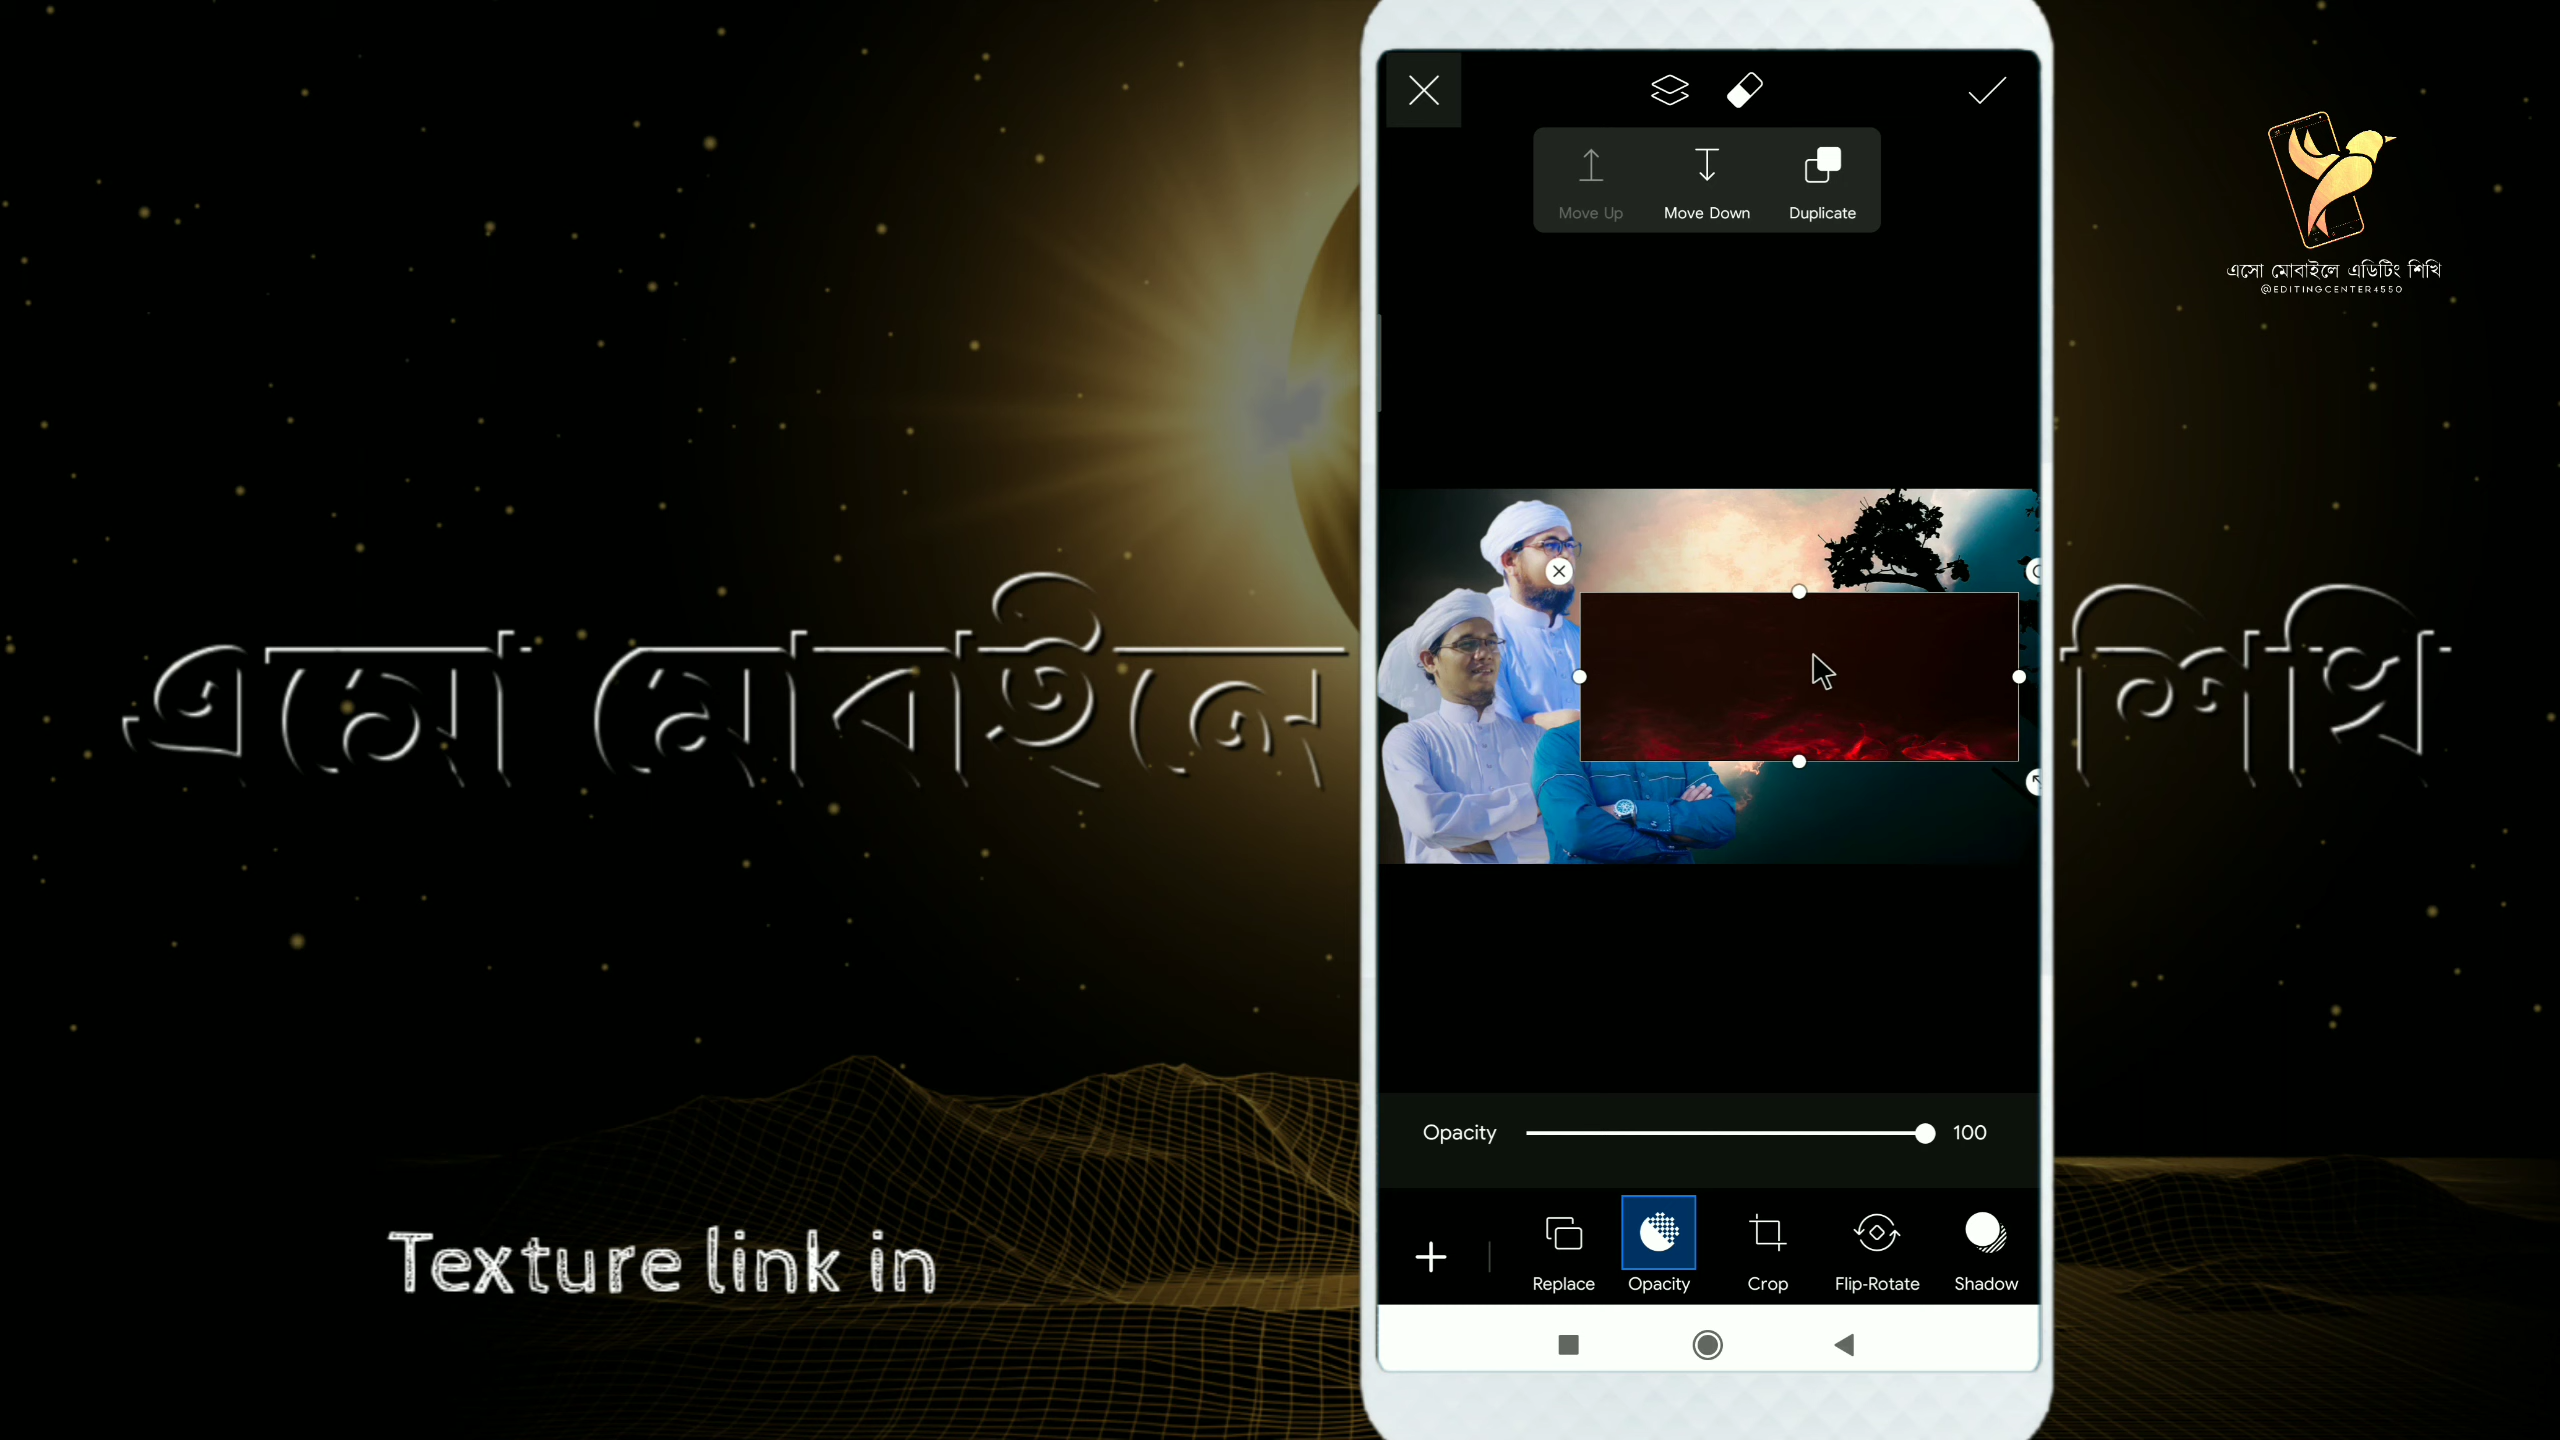 Move Up Move Down Duplicate
এসো মোবাইলে এডিটিং শিখি
@EDITINGCENTER4550
এসো মোবাইলে শিখি
Opacity 100
Texture link in
Replace Opacity Crop Flip-Rotate Shadow